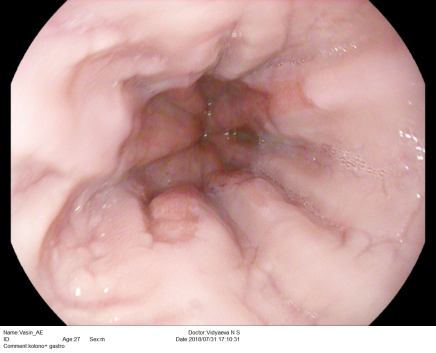 Name:Vasin_AE Doctor:Vidyaeva N S
ID: Age:27 Sex:m Date:2018/07/31 17:10:31
Comment:kolono+ gastro